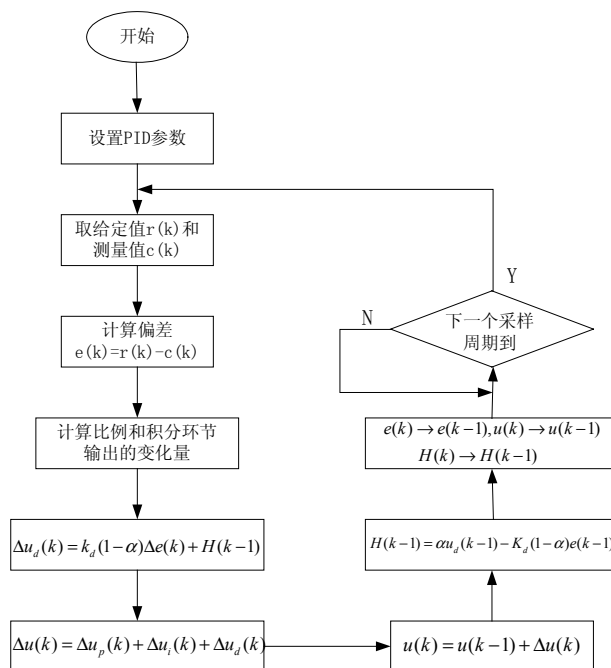 开始
设置PID参数
取给定值r(k)和
测量值c(k)
计算偏差
e(k)=r(k)-c(k)
计算比例和积分环节
输出的变化量
Δu_d(k)=k_d(1-α)Δe(k)+H(k-1)
Δu(k)=Δu_p(k)+Δu_i(k)+Δu_d(k)
u(k)=u(k-1)+Δu(k)
H(k-1)=αu_d(k-1)-K_d(1-α)e(k-1)
e(k)→e(k-1),u(k)→u(k-1)
H(k)→H(k-1)
下一个采样
周期到
N
Y